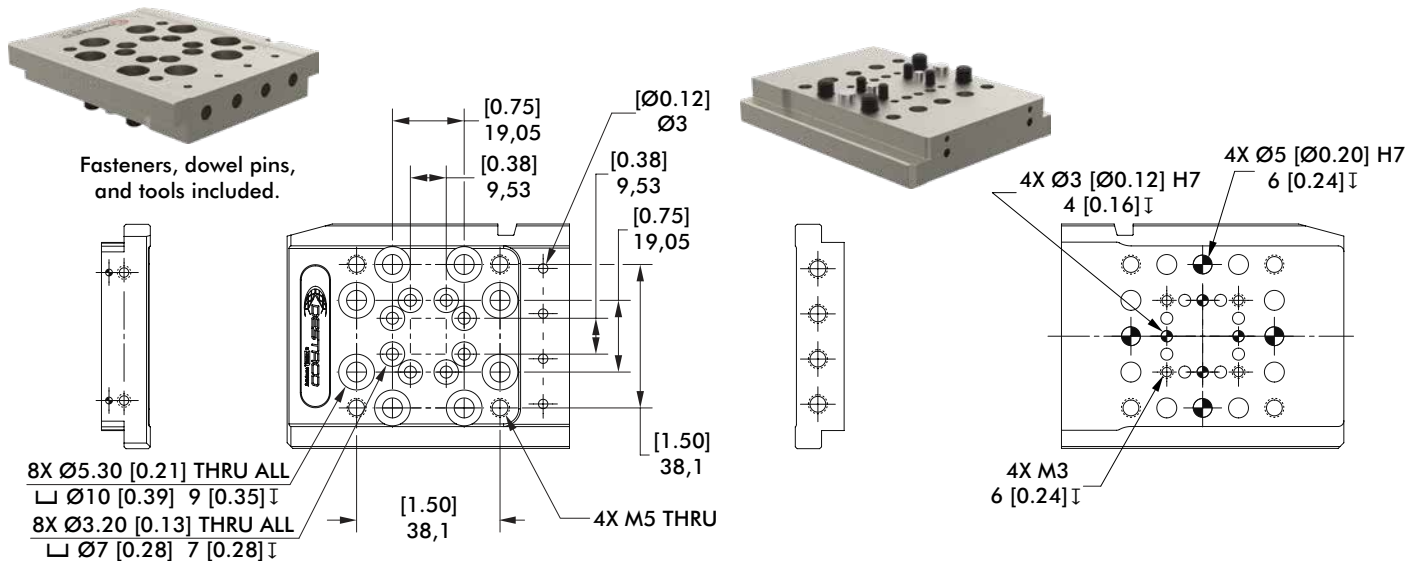 Fasteners, dowel pins,
and tools included.
[0.75]
19,05
[0.38]
9,53
[Ø0.12]
Ø3
[0.38]
9,53
[0.75]
19,05
[1.50]
38,1
[1.50]
38,1
8X Ø5.30 [0.21] THRU ALL
⌴ Ø10 [0.39] 9 [0.35]↧
8X Ø3.20 [0.13] THRU ALL
⌴ Ø7 [0.28] 7 [0.28]↧
4X M5 THRU
DESTACO
4X Ø3 [Ø0.12] H7
4 [0.16]↧
4X Ø5 [Ø0.20] H7
6 [0.24]↧
4X M3
6 [0.24]↧